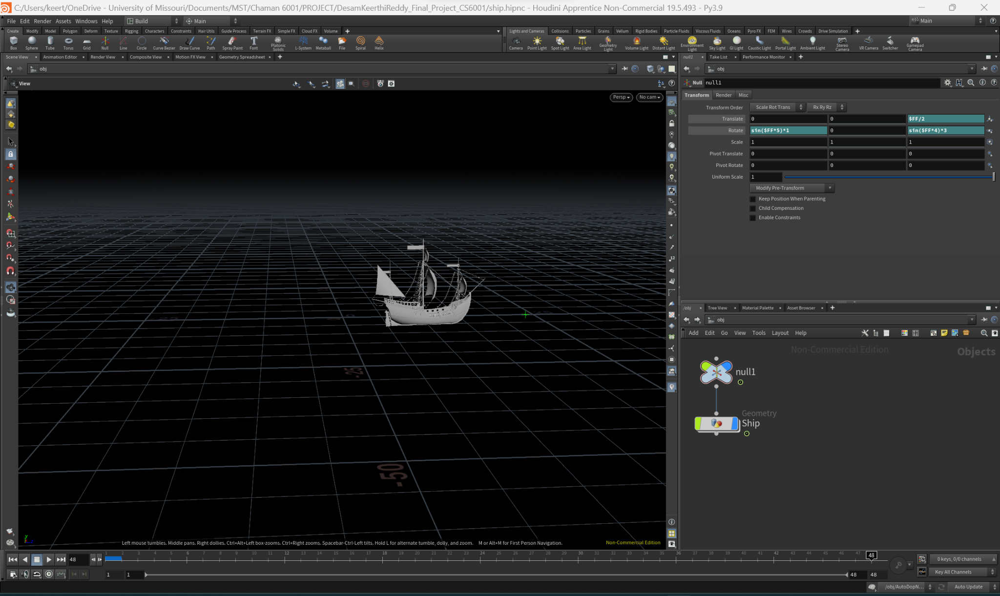 C:/Users/keert/OneDrive - University of Missouri/Documents/MST/Chaman 6001/PROJECT/DesamKeerthiReddy_Final_Project_CS6001/ship.hipnc - Houdini Apprentice Non-Commercial 19.5.493 - Py3.9
File Edit Render Assets Windows Help Build Main Main
Create Modify Model Polygon Deform Texture Rigging Characters Constraints Hair Utils Guide Process Terrain FX Simple FX Cloud FX Volume
Lights and Cameras Collisions Particles Grains Vellum Rigid Bodies Particle Fluids Viscous Fluids Oceans Pyro FX FEM Wires Crowds Drive Simulation
Box Sphere Tube Torus Grid Null Line Circle Curve Bezier Draw Curve Path Spray Paint Font Platonic Solids L-System Metaball File Spiral Helix
Camera Point Light Spot Light Area Light Geometry Light Volume Light Distant Light Environment Light Sky Light GI Light Caustic Light Portal Light Ambient Light Stereo Camera VR Camera Switcher Gamepad Camera
Scene View Animation Editor Render View Composite View Motion FX View Geometry Spreadsheet
null1 Take List Performance Monitor
obj
obj
View
Null null1
Persp No cam
Transform Render Misc
Transform Order Scale Rot Trans Rx Ry Rz
Translate 0 0 $FF/2
Rotate sin($FF*5)*1 0 sin($FF*4)*3
Scale 1 1 1
Pivot Translate 0 0 0
Pivot Rotate 0 0 0
Uniform Scale 1
Modify Pre-Transform
Keep Position When Parenting
Child Compensation
Enable Constraints
/obj Tree View Material Palette Asset Browser
obj
Add Edit Go View Tools Layout Help
Non-Commercial Edition
Objects
null1
Geometry
Ship
12
12
-25
-50
y
z
Left mouse tumbles. Middle pans. Right dollies. Ctrl+Alt+Left box-zooms. Ctrl+Right zooms. Spacebar-Ctrl-Left tilts. Hold L for alternate tumble, dolly, and zoom. M or Alt+M for First Person Navigation.
Non-Commercial Edition
48
1 2 3 4 5 6 7 8 9 10 11 12 13 14 15 16 17 18 19 20 21 22 23 24 25 26 27 28 29 30 31 32 33 34 35 36 37 38 39 40 41 42 43 44 45 46 47 48
0 keys, 0/0 channels
1 1 48 48
Key All Channels
/obj/AutoDopN...
Auto Update